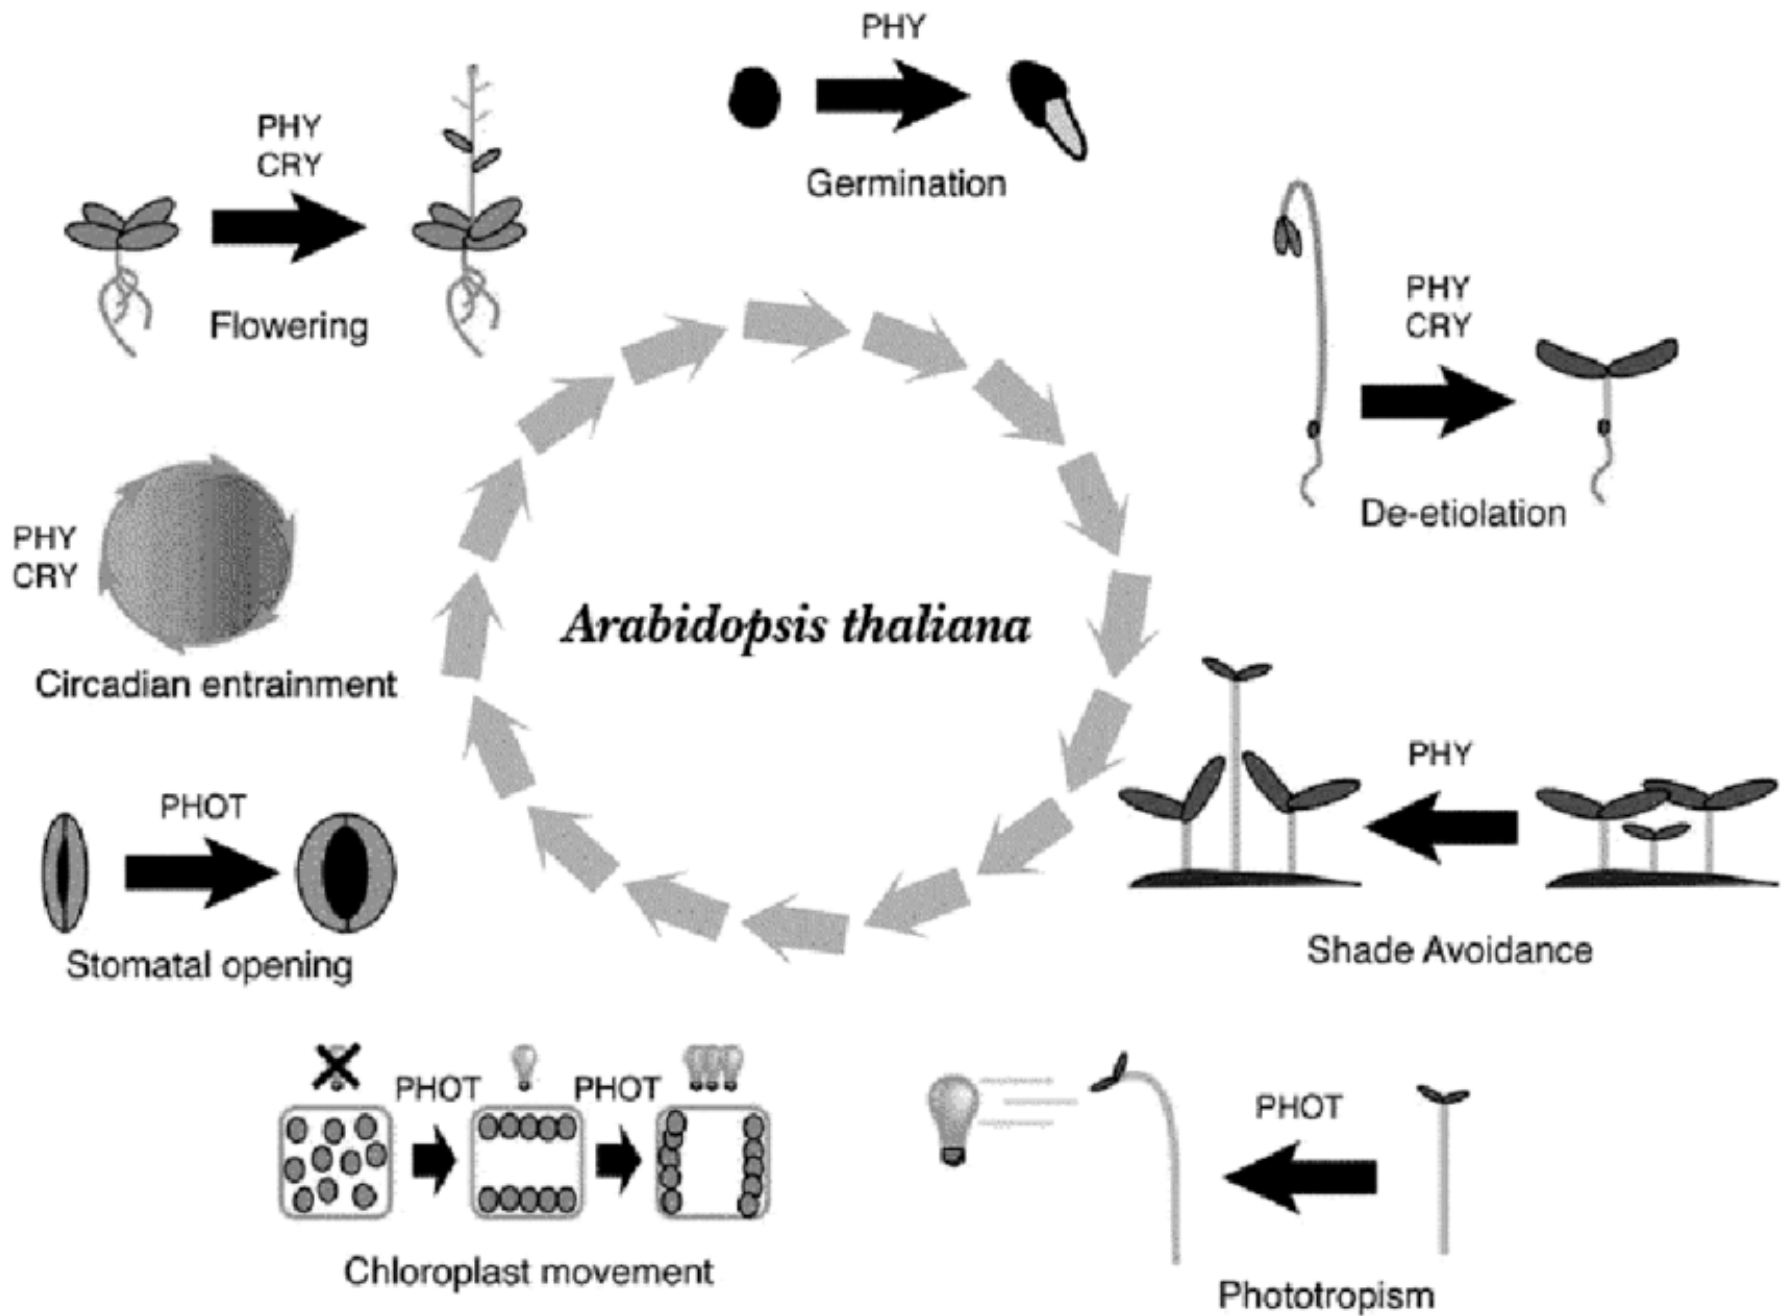 PHY
Germination
PHY
CRY
De-etiolation
PHY
Shade Avoidance
PHOT
Phototropism
PHOT
PHOT
Chloroplast movement
PHOT
Stomatal opening
PHY
CRY
Circadian entrainment
PHY
CRY
Flowering
Arabidopsis thaliana